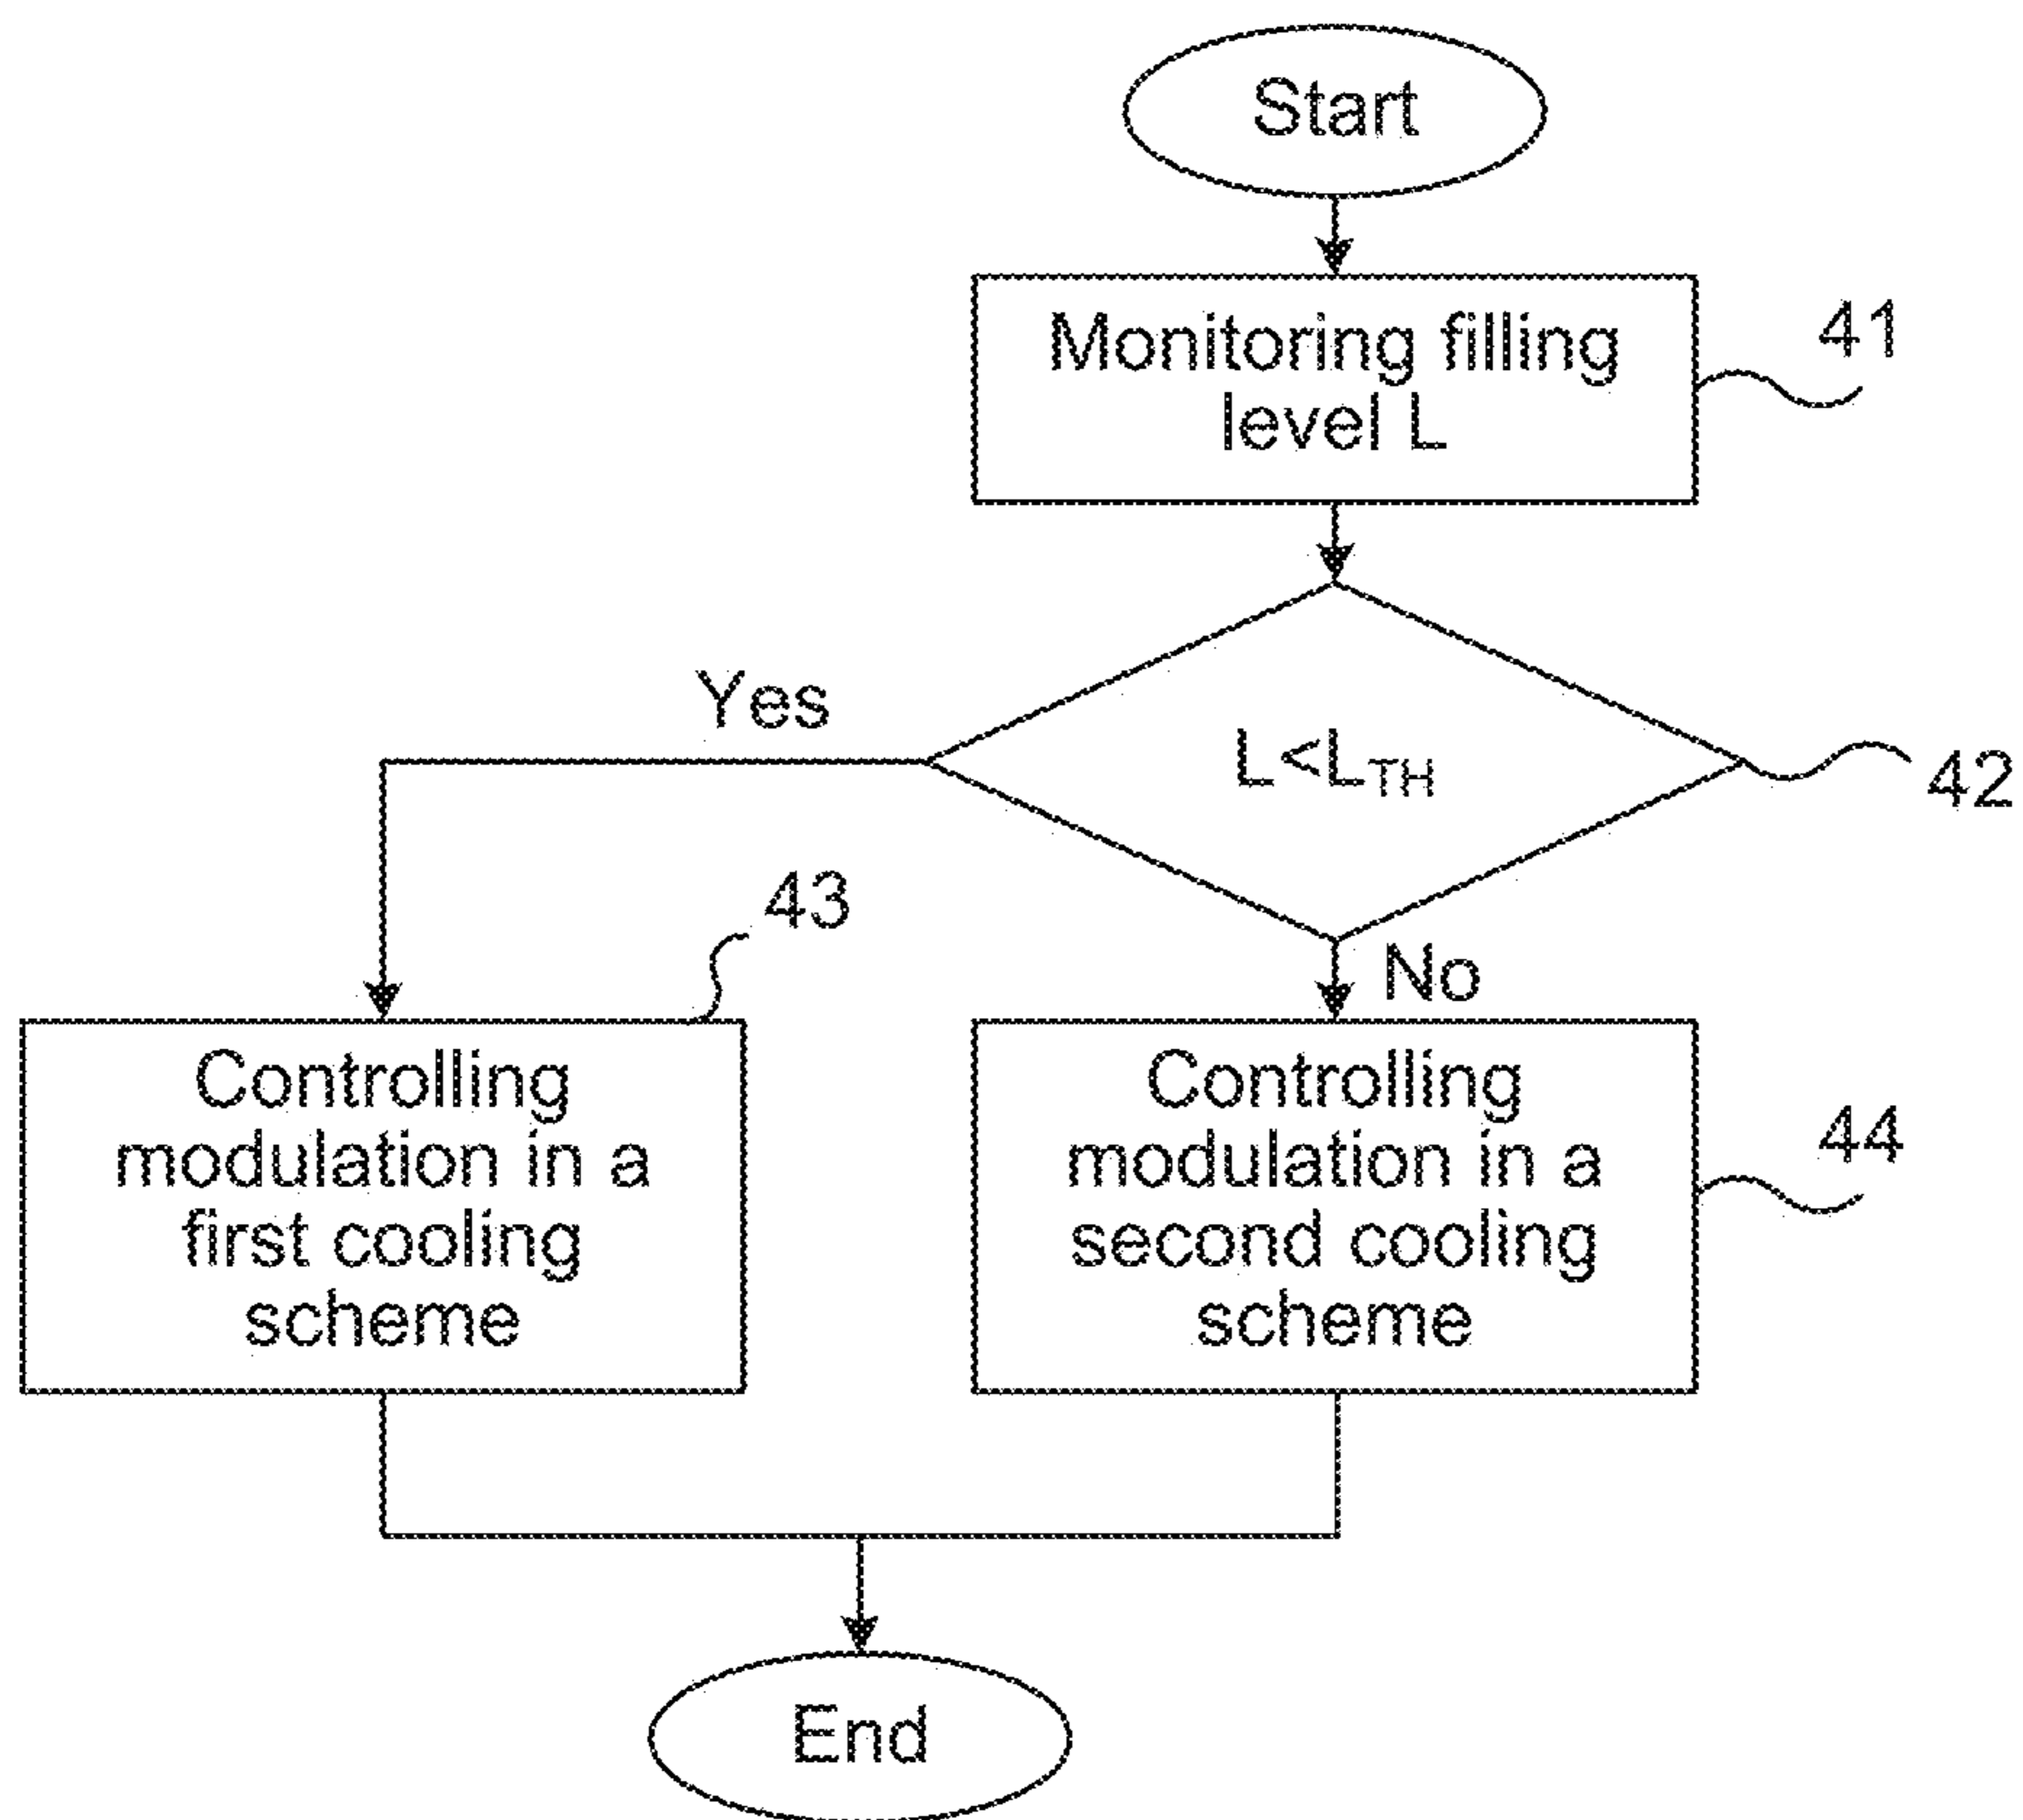 Start
Monitoring filling
level L
41
Yes
L<L_TH
42
43
No
Controlling
modulation in a
first cooling
scheme
Controlling
modulation in a
second cooling
scheme
44
End